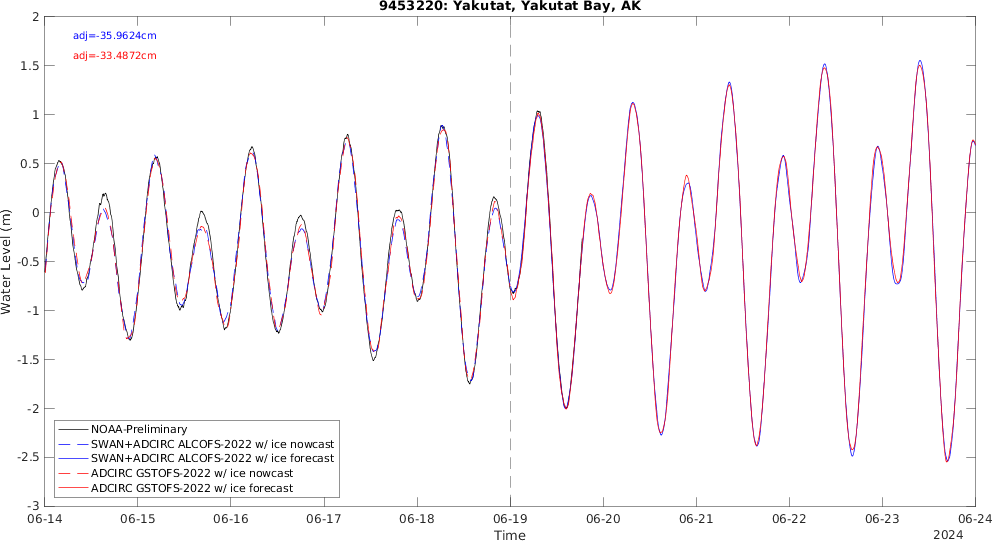 9453220: Yakutat, Yakutat Bay, AK
adj=-35.9624cm
adj=-33.4872cm
Water Level (m)
2
1.5
1
0.5
0
-0.5
-1
-1.5
-2
-2.5
-3
NOAA-Preliminary
SWAN+ADCIRC ALCOFS-2022 w/ ice nowcast
SWAN+ADCIRC ALCOFS-2022 w/ ice forecast
ADCIRC GSTOFS-2022 w/ ice nowcast
ADCIRC GSTOFS-2022 w/ ice forecast
06-14 06-15 06-16 06-17 06-18 06-19 06-20 06-21 06-22 06-23 06-24
Time
2024